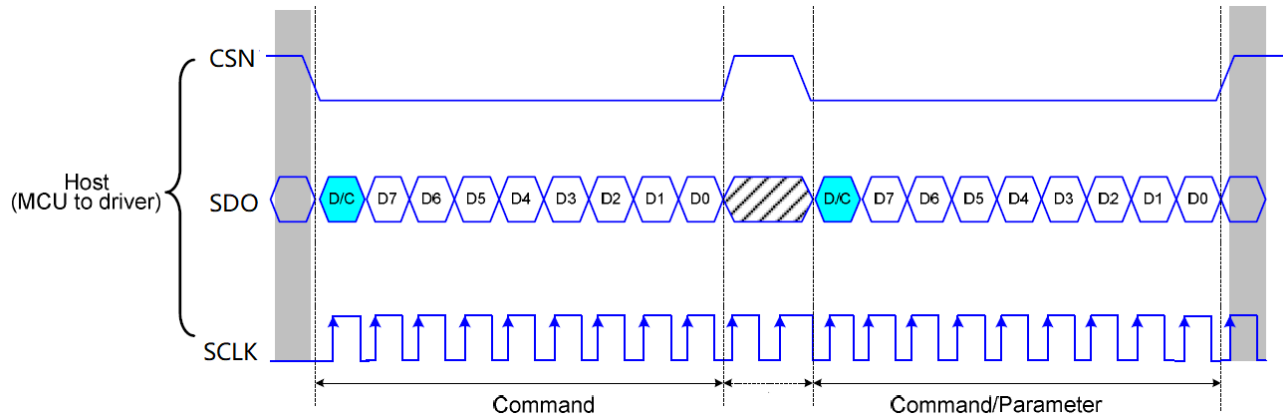 CSN
Host
(MCU to driver)
SDO
D/C D7 D6 D5 D4 D3 D2 D1 D0 D/C D7 D6 D5 D4 D3 D2 D1 D0
SCLK
Command Command/Parameter